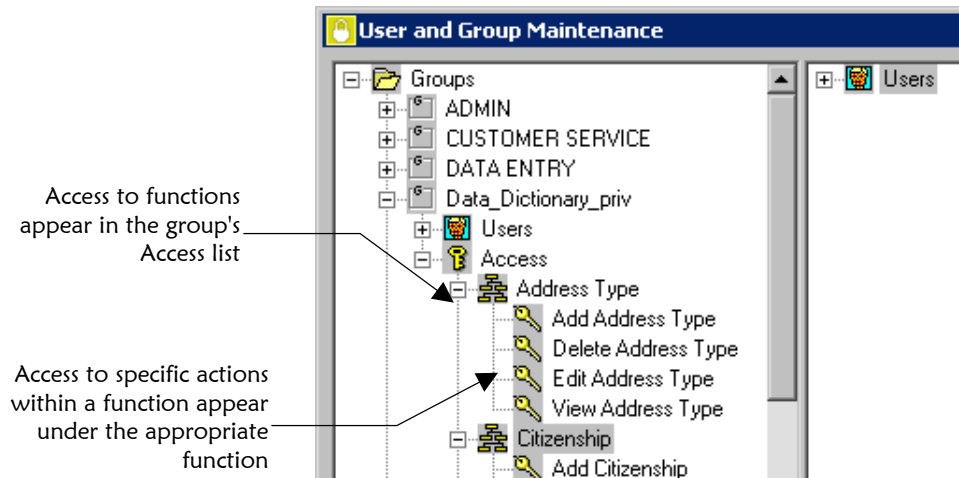 User and Group Maintenance
Groups
ADMIN
CUSTOMER SERVICE
DATA ENTRY
Data_Dictionary_priv
Users
Access
Address Type
Add Address Type
Delete Address Type
Edit Address Type
View Address Type
Citizenship
Add Citizenship
Users
Access to functions
appear in the group's
Access list
Access to specific actions
within a function appear
under the appropriate
function